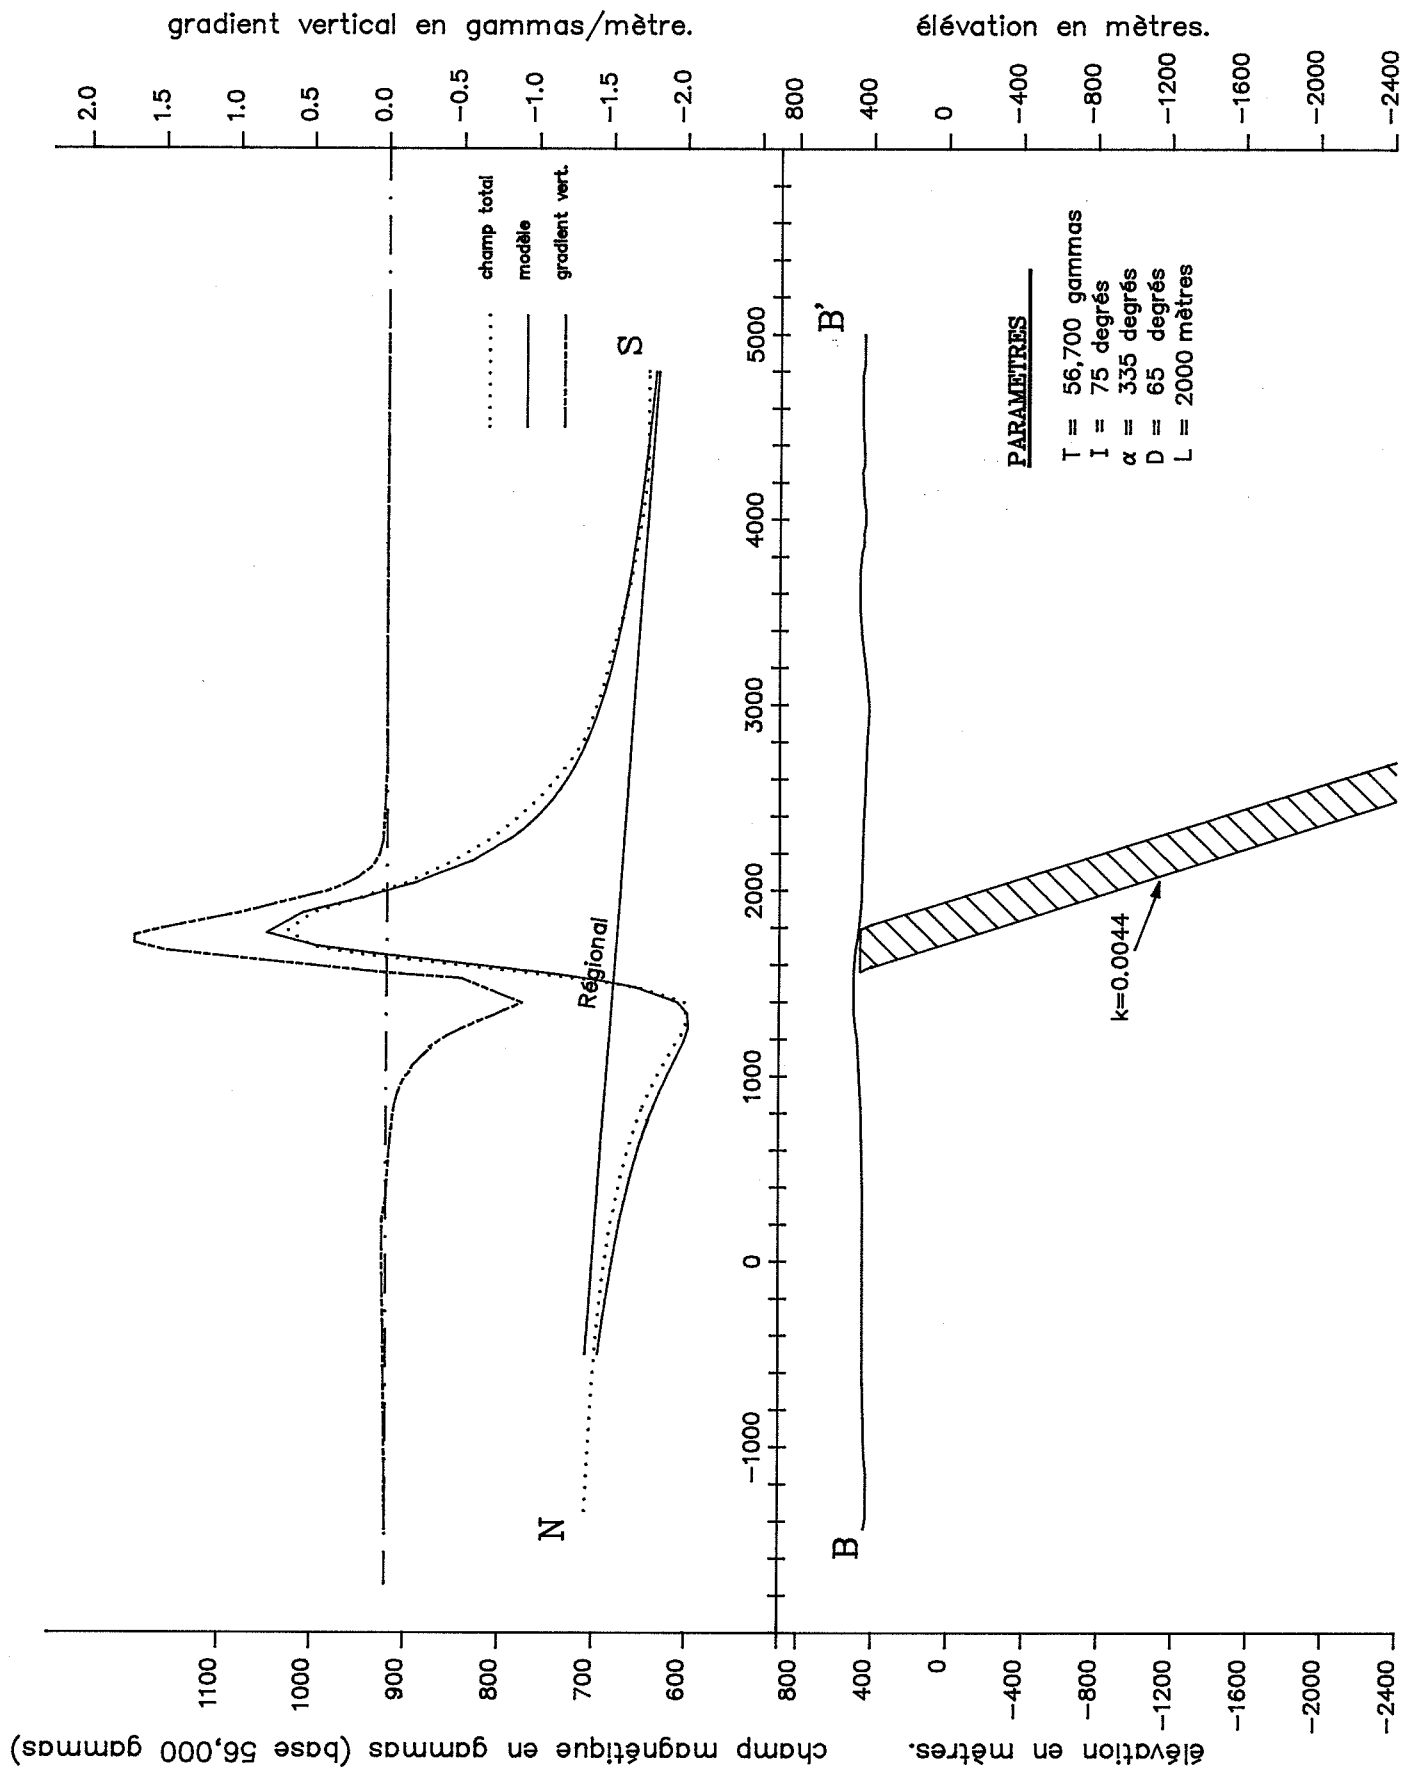 gradient vertical en gammas/mètre.
élévation en mètres.
2.0
1.5
1.0
0.5
0.0
-0.5
-1.0
-1.5
-2.0
800
400
0
-400
-800
-1200
-1600
-2000
-2400
champ total
modèle
gradient vert.
N
S
Régional
-1000
0
1000
2000
3000
4000
5000
B
B'
k=0.0044
PARAMETRES
T = 56,700 gammas
I = 75 degrés
α = 335 degrés
D = 65 degrés
L = 2000 mètres
1100
1000
900
800
700
600
800
400
0
-400
-800
-1200
-1600
-2000
-2400
champ magnétique en gammas (base 56,000 gammas)
élévation en mètres.